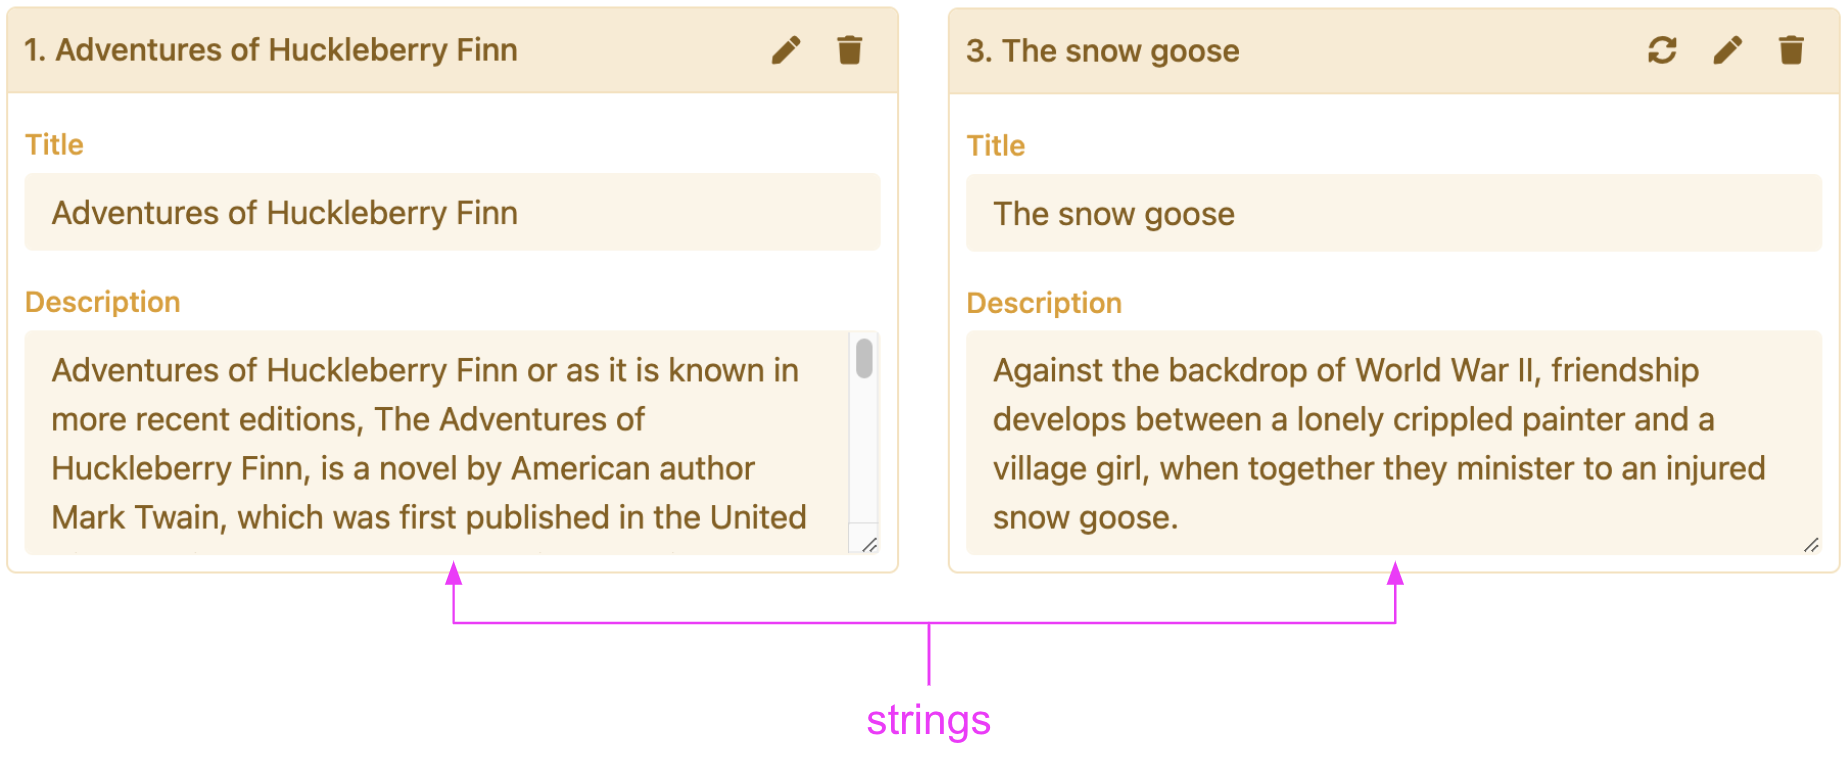 1. Adventures of Huckleberry Finn
Title
Adventures of Huckleberry Finn
Description
Adventures of Huckleberry Finn or as it is known in
more recent editions, The Adventures of
Huckleberry Finn, is a novel by American author
Mark Twain, which was first published in the United
3. The snow goose
Title
The snow goose
Description
Against the backdrop of World War II, friendship
develops between a lonely crippled painter and a
village girl, when together they minister to an injured
snow goose.
strings